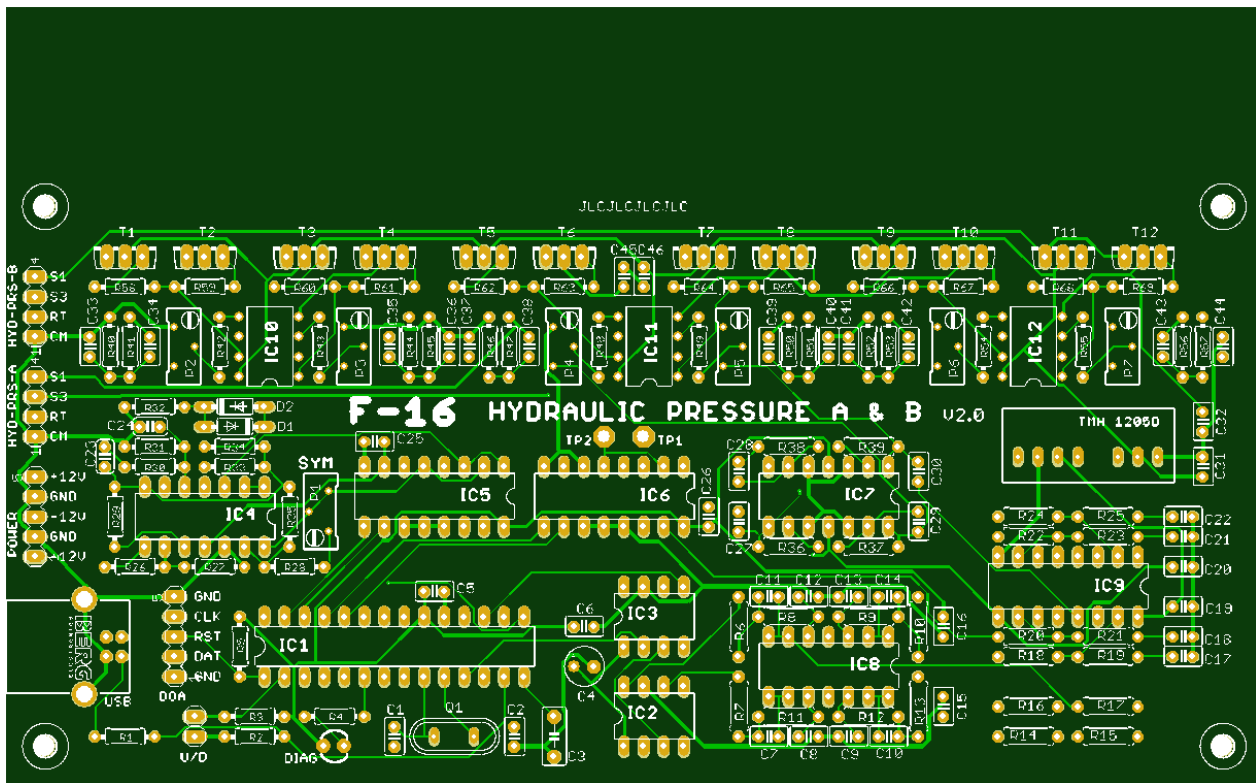 JLCJLCJLCJLC
T1 T2 T3 T4 T5 T6 C45 C46 T7 T8 T9 T10 T11 T12
4 S1 R58 R59 R60 R61 R62 R63 R64 R65 R66 R67 R68 R69
HYD-PRS-B S3 RT CM 1
C33 R40 R41 C34 P2 R42 IC10 R43 P3 C35 R44 R45 C36 C37 R46 R47 C38 P4 R48 IC11 R49 P5 C39 R50 R51 C40 C41 R52 R53 C42 P6 R54 IC12 R55 P7 C43 R56 R57 C44
HYD-PRS-A 4 S1 S3 RT CM 1
R32 D2
C24 D1
C23 R31 R34
R30 R33
F-16 HYDRAULIC PRESSURE A & B V2.0
TMH 1205D C32
C31
TP2 TP1
C25 C26 C28 R38 R39 C30
SYM
P1
POWER 5 +12V GND -12V GND +12V
R29 IC4 R35 IC5 IC6 IC7
C27 C29
R36 R37
R26 R27 R28
R24 R25 C22
R22 R23 C21
IC9 C20
C19
R20 R21 C18
R18 R19 C17
R16 R17
R14 R15
5 GND
CLK
RST
DAT
GND
DOA
BERG
USB
IC1 C5 C6 IC3
C4
IC2
C11 C12 C13 C14
R8 R9
R6 R10 C16
IC8
R7 R13 C15
R11 R12
C7 C8 C9 C10
R3 R4 C1 Q1 C2 C3
R1 R2
U/D DIAG